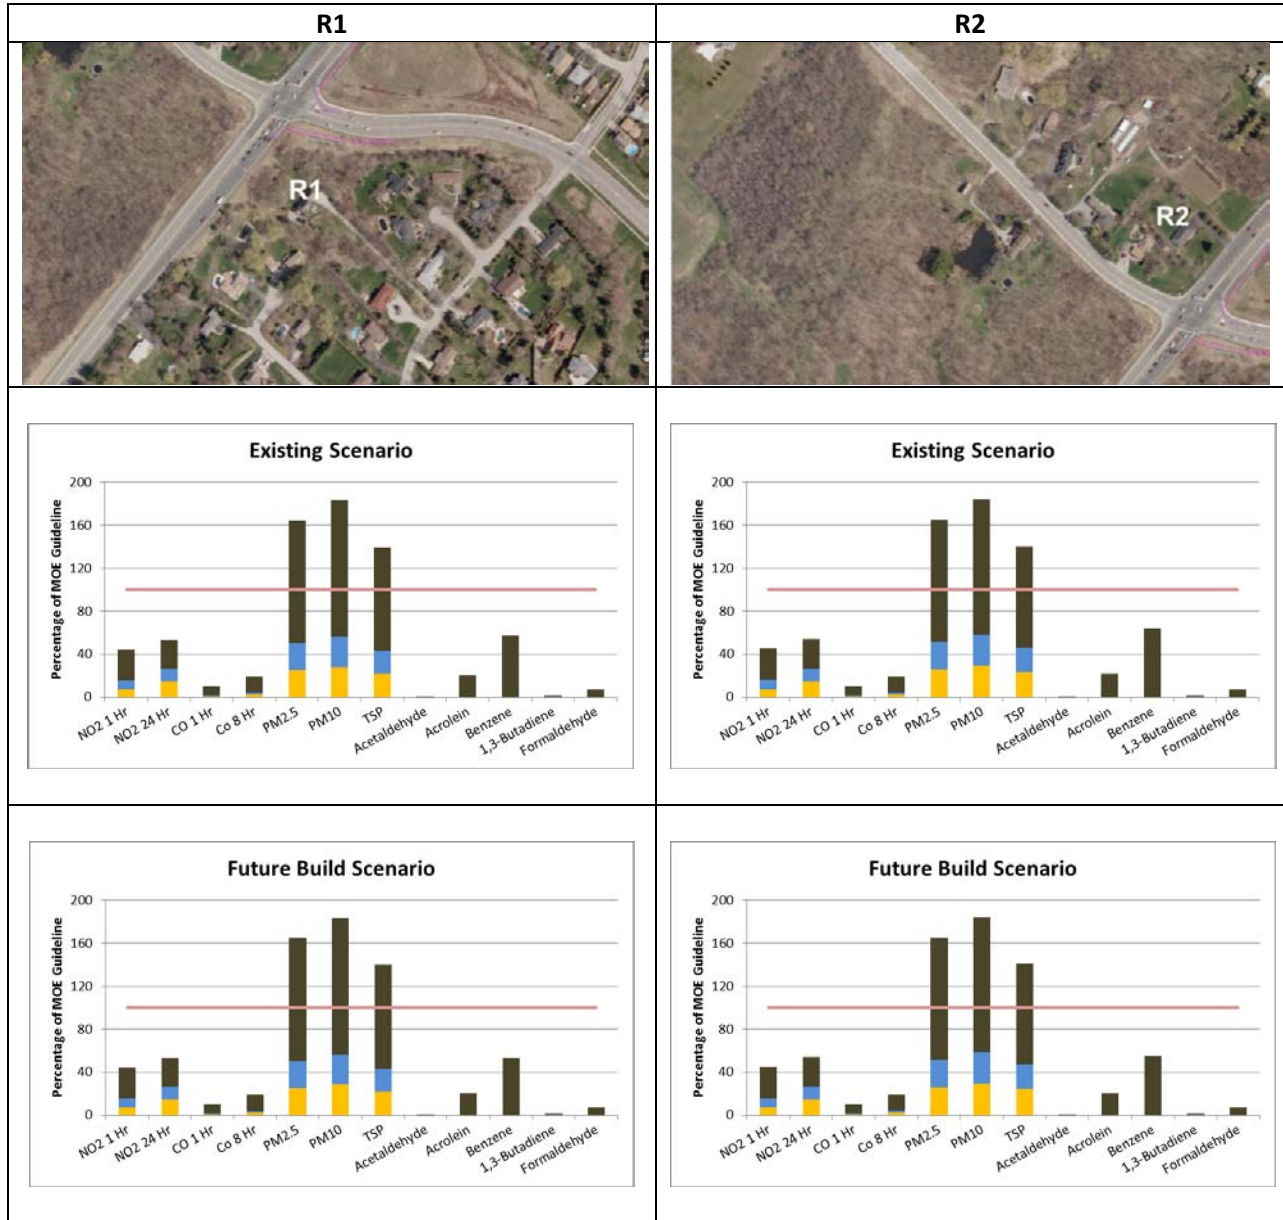 R1
R2
R1
R2
Existing Scenario
Percentage of MOE Guideline
200
160
120
80
40
0
NO2 1 Hr
NO2 24 Hr
CO 1 Hr
Co 8 Hr
PM2.5
PM10
TSP
Acetaldehyde
Acrolein
Benzene
1,3-Butadiene
Formaldehyde
Existing Scenario
Percentage of MOE Guideline
200
160
120
80
40
0
NO2 1 Hr
NO2 24 Hr
CO 1 Hr
Co 8 Hr
PM2.5
PM10
TSP
Acetaldehyde
Acrolein
Benzene
1,3-Butadiene
Formaldehyde
Future Build Scenario
Percentage of MOE Guideline
200
160
120
80
40
0
NO2 1 Hr
NO2 24 Hr
CO 1 Hr
Co 8 Hr
PM2.5
PM10
TSP
Acetaldehyde
Acrolein
Benzene
1,3-Butadiene
Formaldehyde
Future Build Scenario
Percentage of MOE Guideline
200
160
120
80
40
0
NO2 1 Hr
NO2 24 Hr
CO 1 Hr
Co 8 Hr
PM2.5
PM10
TSP
Acetaldehyde
Acrolein
Benzene
1,3-Butadiene
Formaldehyde